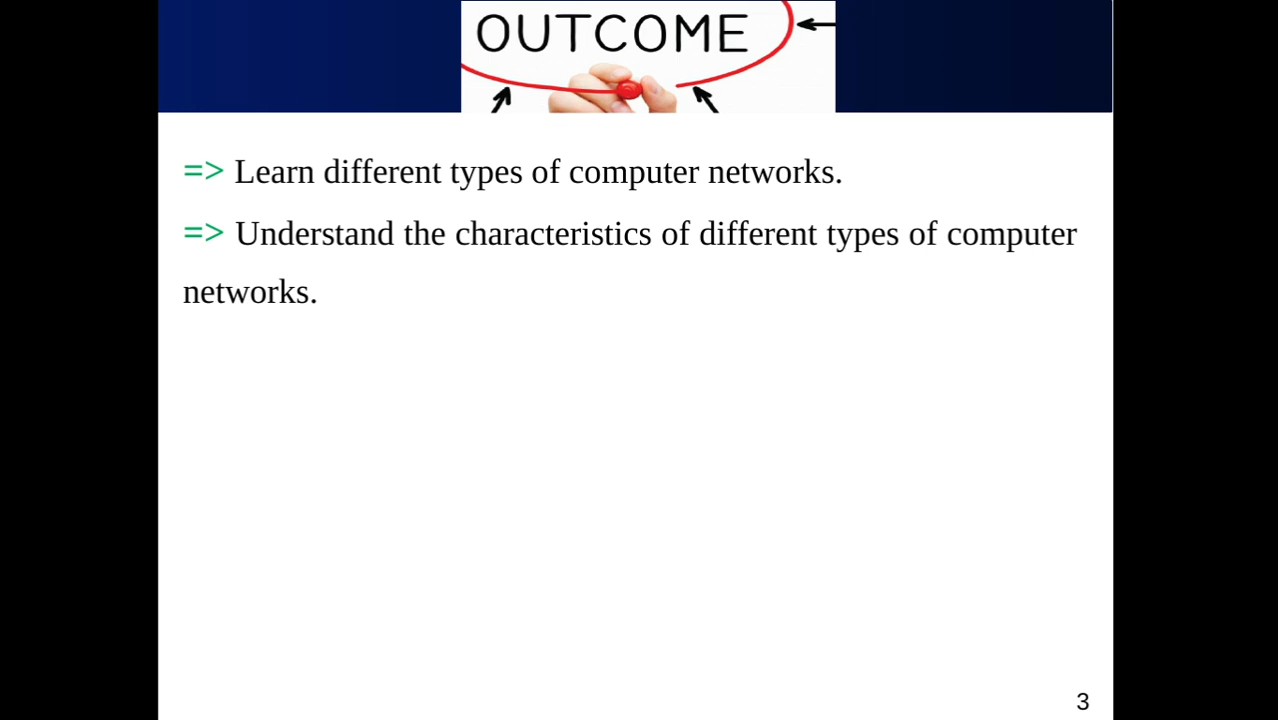 OUTCOME
=> Learn different types of computer networks.
=> Understand the characteristics of different types of computer
networks.
3